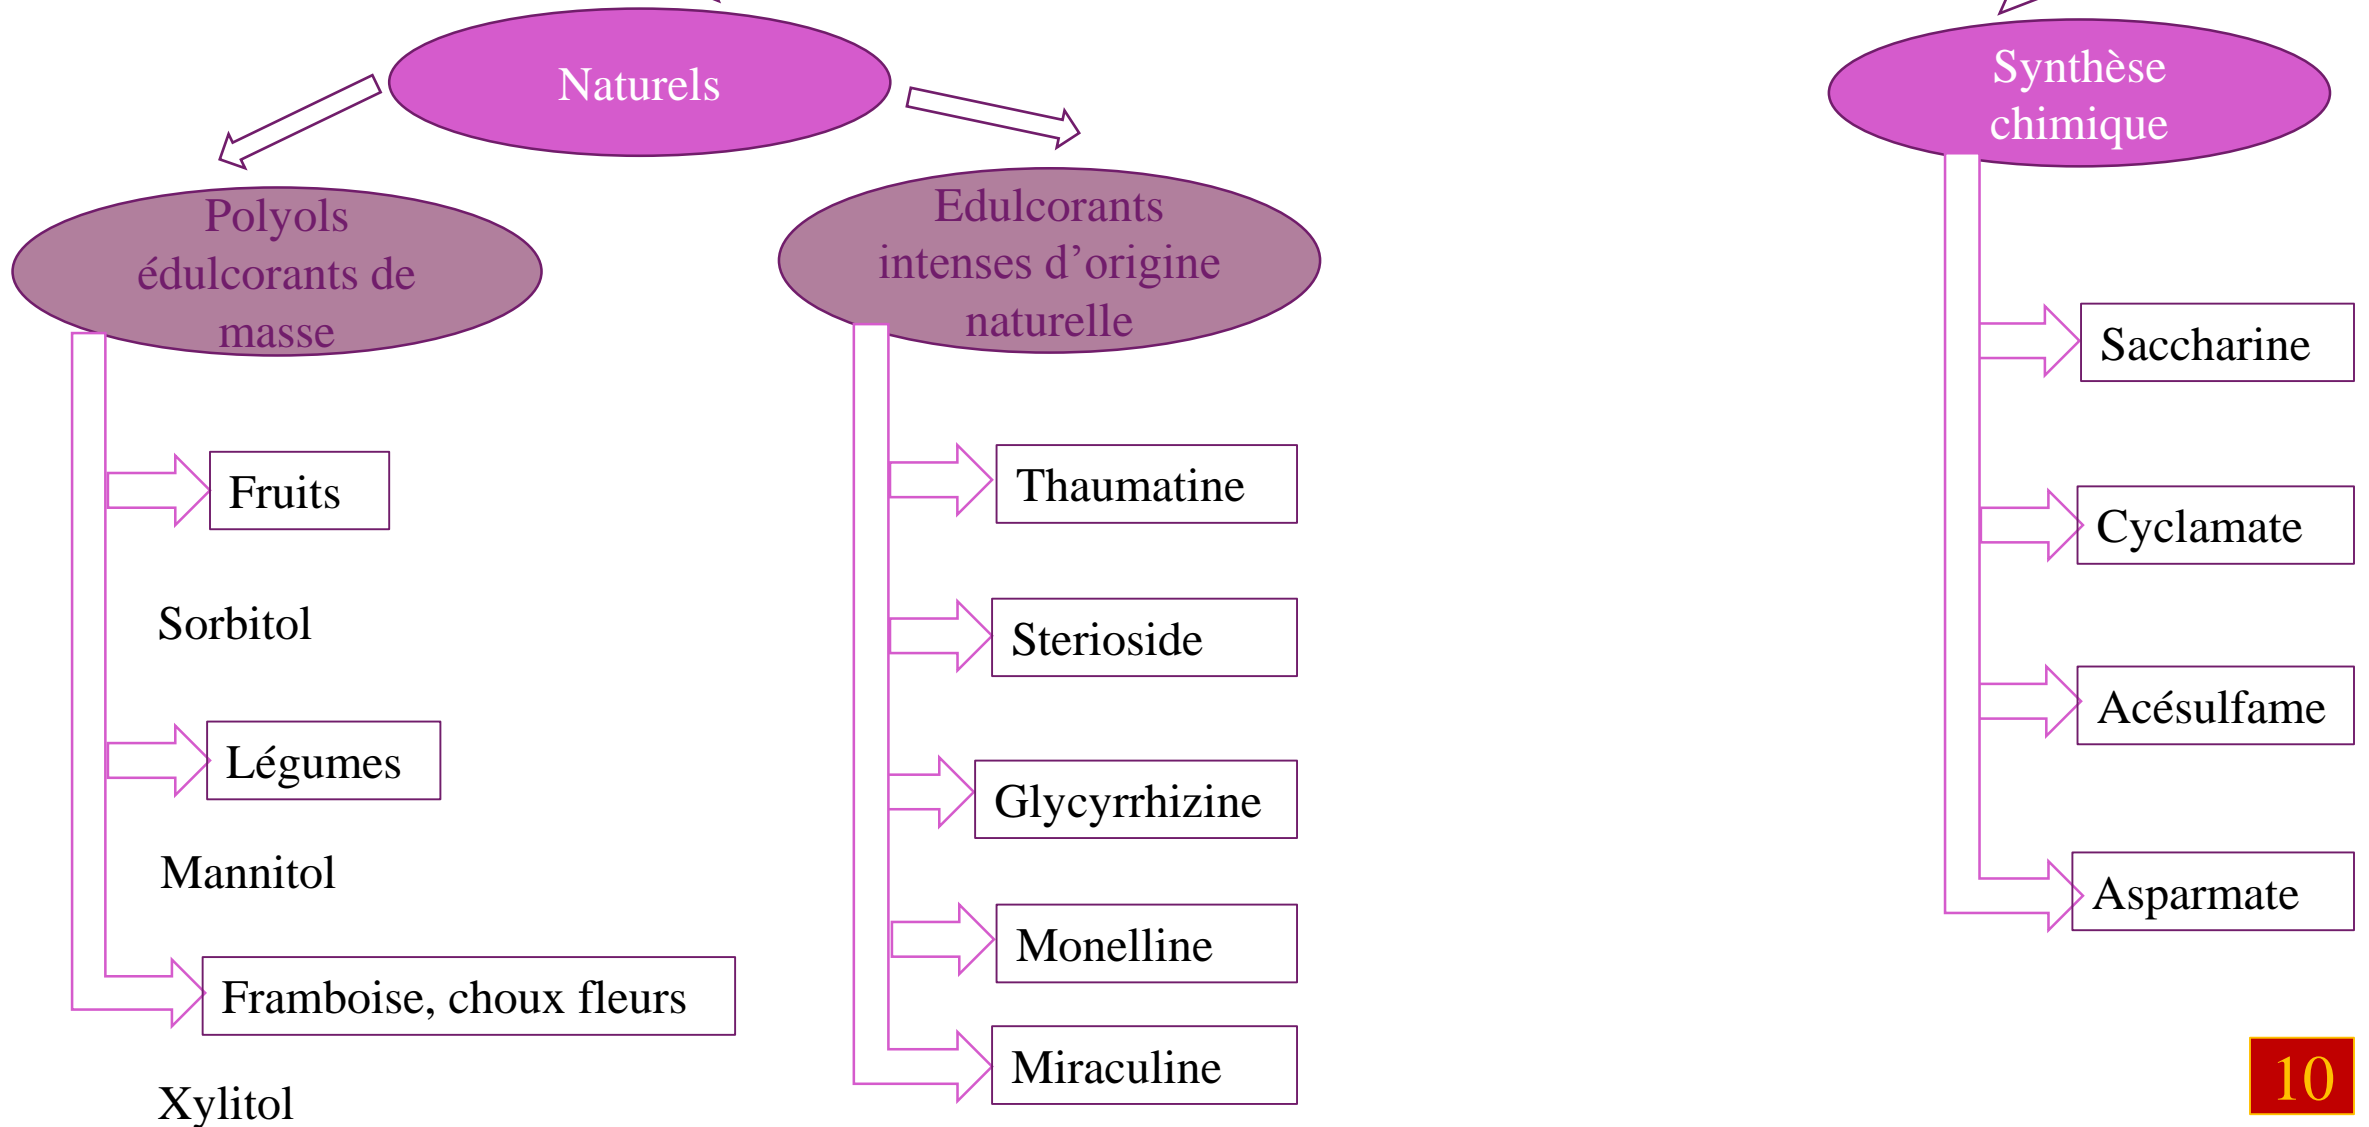 Naturels
Synthèse
chimique
Polyols
édulcorants de
masse
Edulcorants
intenses d’origine
naturelle
Fruits
Sorbitol
Légumes
Mannitol
Framboise, choux fleurs
Xylitol
Thaumatine
Sterioside
Glycyrrhizine
Monelline
Miraculine
Saccharine
Cyclamate
Acésulfame
Asparmate
10